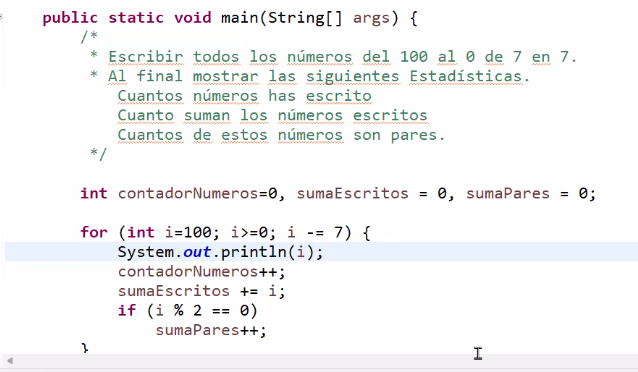 public static void main(String[] args) {
/*
* Escribir todos los números del 100 al 0 de 7 en 7.
* Al final mostrar las siguientes Estadísticas.
Cuantos números has escrito
Cuanto suman los números escritos
Cuantos de estos números son pares.
*/
int contadorNumeros=0, sumaEscritos = 0, sumaPares = 0;
for (int i=100; i>=0; i -= 7) {
System.out.println(i);
contadorNumeros++;
sumaEscritos += i;
if (i % 2 == 0)
sumaPares++;
}